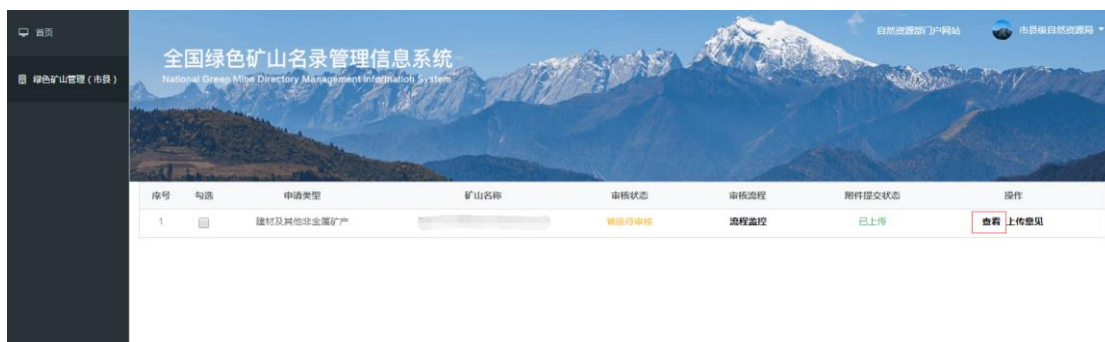 首页
绿色矿山管理（市县）
自然资源部门户网站
市县级自然资源局
全国绿色矿山名录管理信息系统
National Green Mine Directory Management Information System
序号 勾选 申请类型 矿山名称 审核状态 审核流程 附件提交状态 操作
1 建材及其他非金属矿产 省级待审核 流程监控 已上传 查看 上传意见